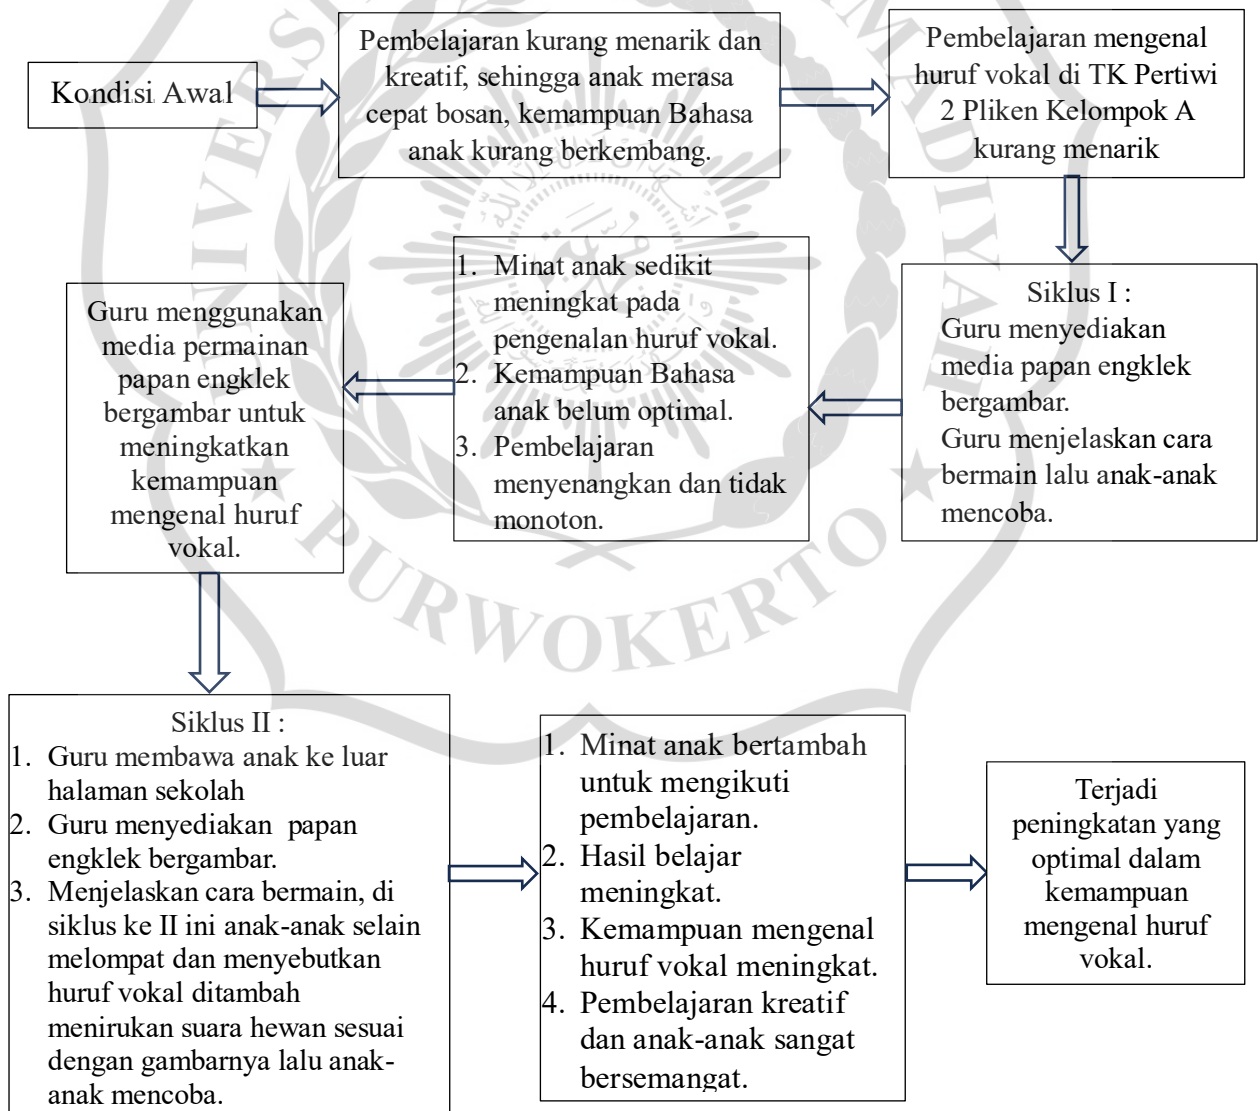 Kondisi Awal
Pembelajaran kurang menarik dan
kreatif, sehingga anak merasa
cepat bosan, kemampuan Bahasa
anak kurang berkembang.
Pembelajaran mengenal
huruf vokal di TK Pertiwi
2 Pliken Kelompok A
kurang menarik
Siklus I :
Guru menyediakan
media papan engklek
bergambar.
Guru menjelaskan cara
bermain lalu anak-anak
mencoba.
1. Minat anak sedikit
meningkat pada
pengenalan huruf vokal.
2. Kemampuan Bahasa
anak belum optimal.
3. Pembelajaran
menyenangkan dan tidak
monoton.
Guru menggunakan
media permainan
papan engklek
bergambar untuk
meningkatkan
kemampuan
mengenal huruf
vokal.
Siklus II :
1. Guru membawa anak ke luar
halaman sekolah
2. Guru menyediakan papan
engklek bergambar.
3. Menjelaskan cara bermain, di
siklus ke II ini anak-anak selain
melompat dan menyebutkan
huruf vokal ditambah
menirukan suara hewan sesuai
dengan gambarnya lalu anak-
anak mencoba.
1. Minat anak bertambah
untuk mengikuti
pembelajaran.
2. Hasil belajar
meningkat.
3. Kemampuan mengenal
huruf vokal meningkat.
4. Pembelajaran kreatif
dan anak-anak sangat
bersemangat.
Terjadi
peningkatan yang
optimal dalam
kemampuan
mengenal huruf
vokal.
PURWOKERTO